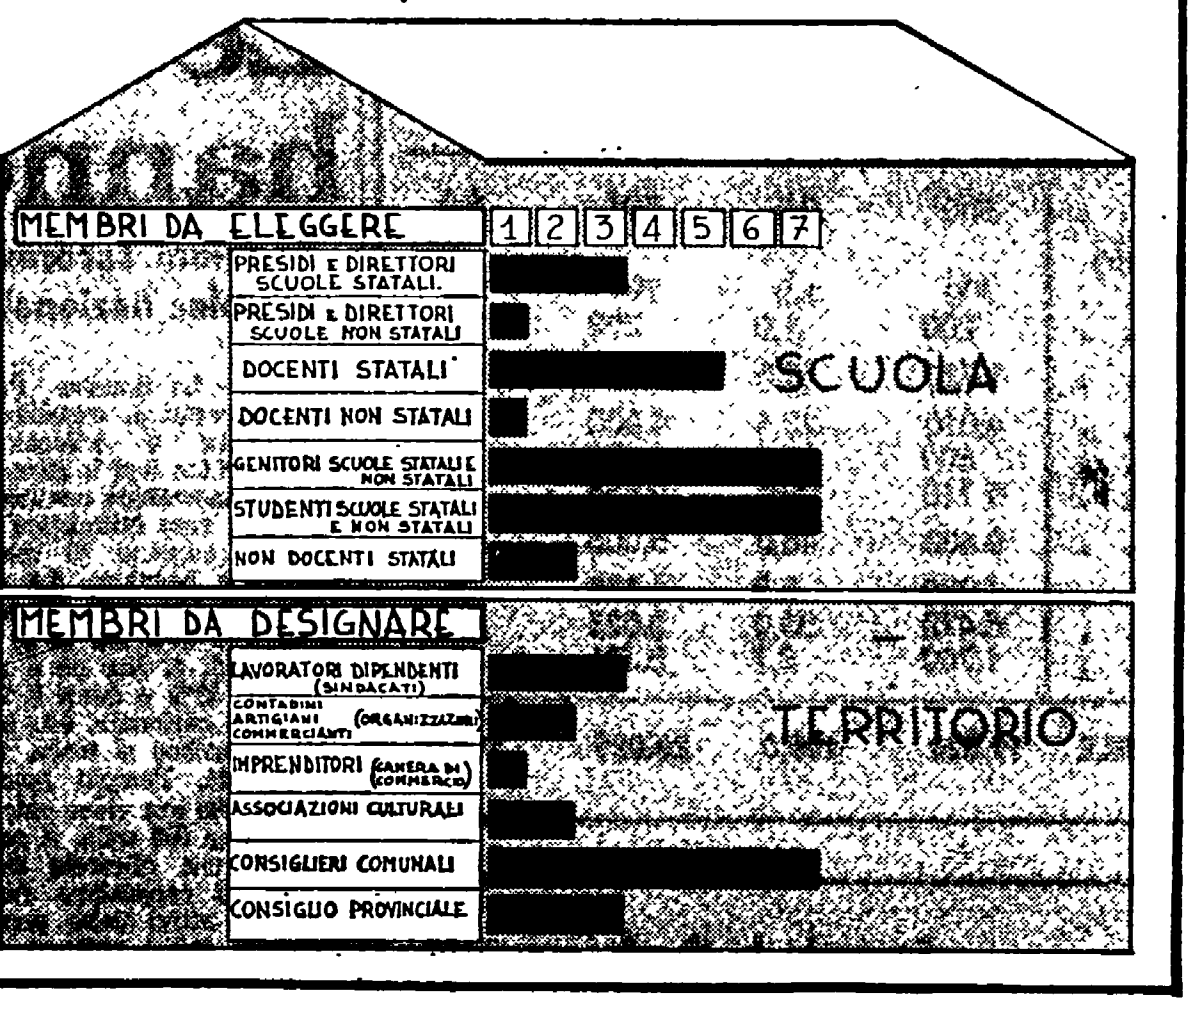 MEMBRI DA ELEGGERE 1 2 3 4 5 6 7
PRESIDI E DIRETTORI
SCUOLE STATALI.
PRESIDI E DIRETTORI
SCUOLE NON STATALI
DOCENTI STATALI
SCUOLA
DOCENTI NON STATALI
GENITORI SCUOLE STATALI E
NON STATALI
STUDENTI SCUOLE STATALI
E NON STATALI
NON DOCENTI STATALI
MEMBRI DA DESIGNARE
LAVORATORI DIPENDENTI
(SINDACATI)
CONTADINI
ARTIGIANI (ORGANIZZAZIONI)
COMMERCIANTI
TERRITORIO
IMPRENDITORI (CAMERA DI
COMMERCIO)
ASSOCIAZIONI CULTURALI
CONSIGLIERI COMUNALI
CONSIGLIO PROVINCIALE